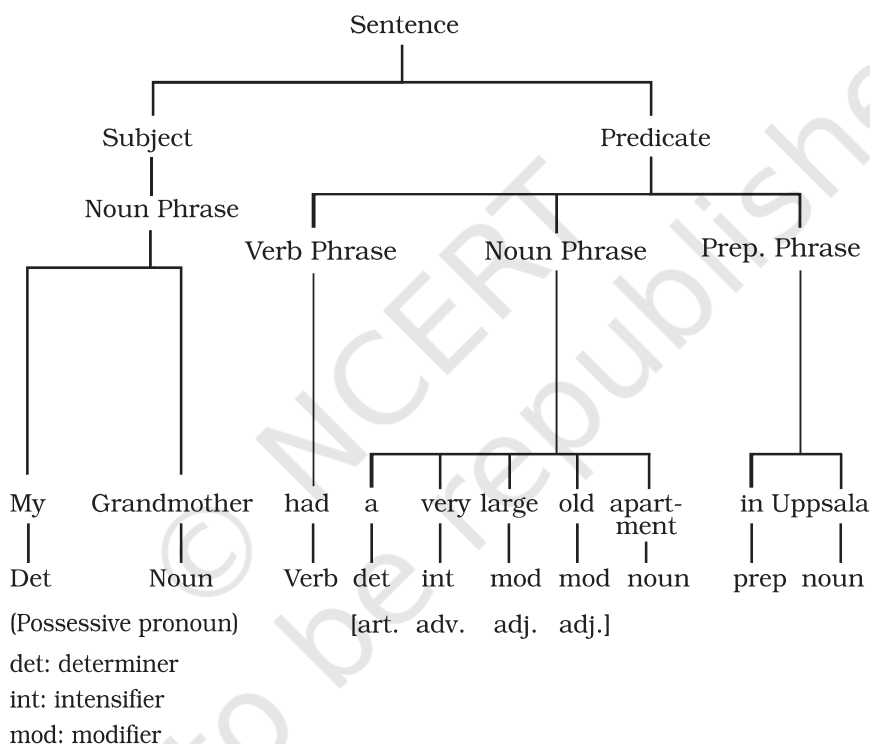 Sentence
Subject Predicate
Noun Phrase
Verb Phrase Noun Phrase Prep. Phrase
My Grandmother had a very large old apart-
ment
in Uppsala
Det Noun Verb det int mod mod noun prep noun
(Possessive pronoun) [art. adv. adj. adj.]
det: determiner
int: intensifier
mod: modifier
© NCERT
to be republishe